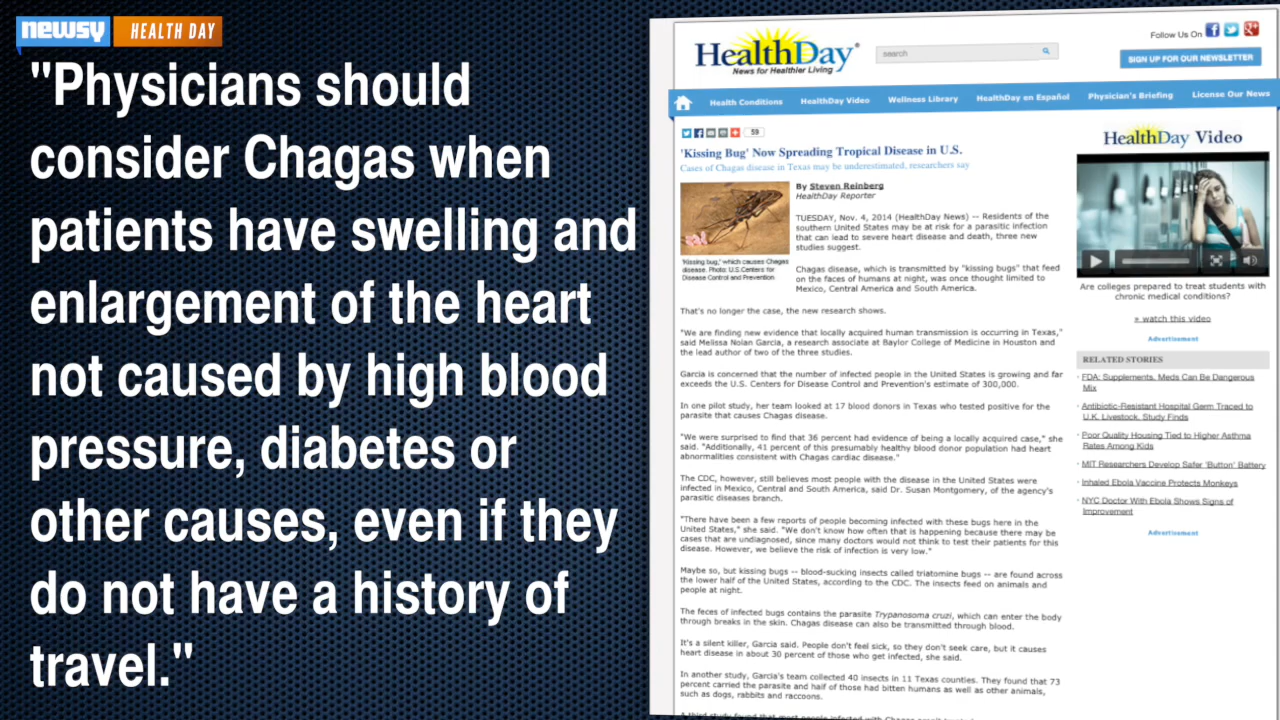 newsy HEALTH DAY
"Physicians should
consider Chagas when
patients have swelling and
enlargement of the heart
not caused by high blood
pressure, diabetes or
other causes, even if they
do not have a history of
travel."
HealthDay®
News for Healthier Living
search
Follow Us On
SIGN UP FOR OUR NEWSLETTER
Health Conditions HealthDay Video Wellness Library HealthDay en Español Physician's Briefing License Our News
59
'Kissing Bug' Now Spreading Tropical Disease in U.S.
Cases of Chagas disease in Texas may be underestimated, researchers say
'Kissing bug,' which causes Chagas
disease. Photo: U.S.Centers for
Disease Control and Prevention
By Steven Reinberg
HealthDay Reporter
TUESDAY, Nov. 4, 2014 (HealthDay News) -- Residents of the
southern United States may be at risk for a parasitic infection
that can lead to severe heart disease and death, three new
studies suggest.
Chagas disease, which is transmitted by "kissing bugs" that feed
on the faces of humans at night, was once thought limited to
Mexico, Central America and South America.
That's no longer the case, the new research shows.
"We are finding new evidence that locally acquired human transmission is occurring in Texas,"
said Melissa Nolan Garcia, a research associate at Baylor College of Medicine in Houston and
the lead author of two of the three studies.
Garcia is concerned that the number of infected people in the United States is growing and far
exceeds the U.S. Centers for Disease Control and Prevention's estimate of 300,000.
In one pilot study, her team looked at 17 blood donors in Texas who tested positive for the
parasite that causes Chagas disease.
"We were surprised to find that 36 percent had evidence of being a locally acquired case," she
said. "Additionally, 41 percent of this presumably healthy blood donor population had heart
abnormalities consistent with Chagas cardiac disease."
The CDC, however, still believes most people with the disease in the United States were
infected in Mexico, Central and South America, said Dr. Susan Montgomery, of the agency's
parasitic diseases branch.
"There have been a few reports of people becoming infected with these bugs here in the
United States," she said. "We don't know how often that is happening because there may be
cases that are undiagnosed, since many doctors would not think to test their patients for this
disease. However, we believe the risk of infection is very low."
Maybe so, but kissing bugs -- blood-sucking insects called triatomine bugs -- are found across
the lower half of the United States, according to the CDC. The insects feed on animals and
people at night.
The feces of infected bugs contains the parasite Trypanosoma cruzi, which can enter the body
through breaks in the skin. Chagas disease can also be transmitted through blood.
It's a silent killer, Garcia said. People don't feel sick, so they don't seek care, but it causes
heart disease in about 30 percent of those who get infected, she said.
In another study, Garcia's team collected 40 insects in 11 Texas counties. They found that 73
percent carried the parasite and half of those had bitten humans as well as other animals,
such as dogs, rabbits and raccoons.
A third study found that most people infected with Chagas
HealthDay Video
Are colleges prepared to treat students with
chronic medical conditions?
» watch this video
Advertisement
RELATED STORIES
FDA: Supplements, Meds Can Be Dangerous
Mix
Antibiotic-Resistant Hospital Germ Traced to
U.K. Livestock, Study Finds
Poor Quality Housing Tied to Higher Asthma
Rates Among Kids
MIT Researchers Develop Safer 'Button' Battery
Inhaled Ebola Vaccine Protects Monkeys
NYC Doctor With Ebola Shows Signs of
Improvement
Advertisement